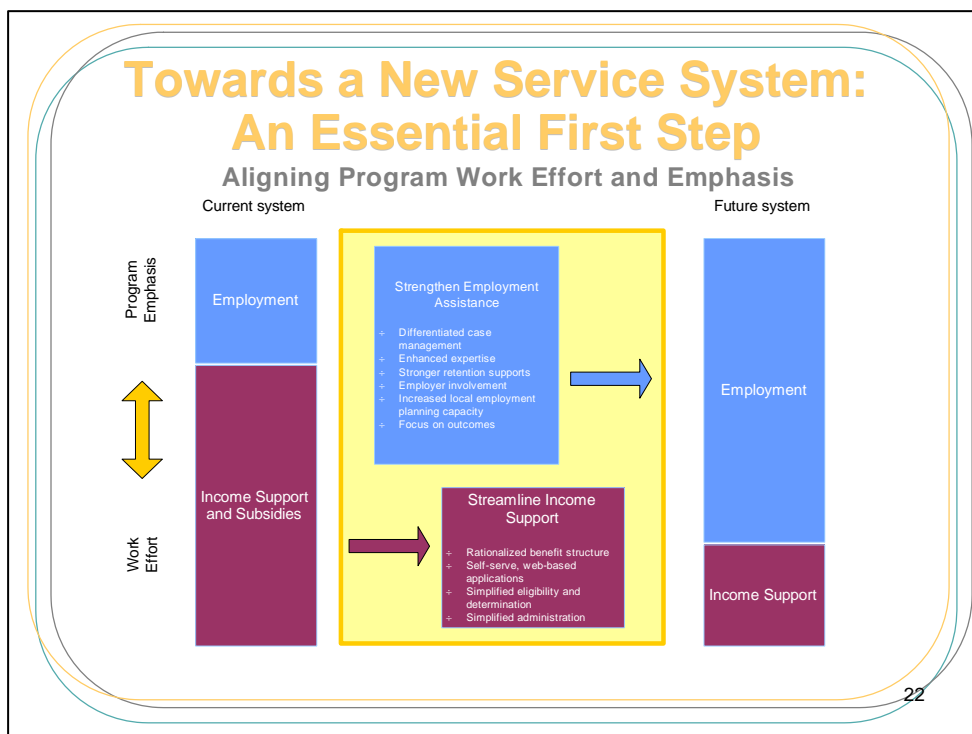 Towards a New Service System:
An Essential First Step
Aligning Program Work Effort and Emphasis
Current system
Future system
Program
Emphasis
Work
Effort
Employment
Income Support
and Subsidies
Strengthen Employment
Assistance
÷ Differentiated case
management
÷ Enhanced expertise
÷ Stronger retention supports
÷ Employer involvement
÷ Increased local employment
planning capacity
÷ Focus on outcomes
Streamline Income
Support
÷ Rationalized benefit structure
÷ Self-serve, web-based
applications
÷ Simplified eligibility and
determination
÷ Simplified administration
Employment
Income Support
22